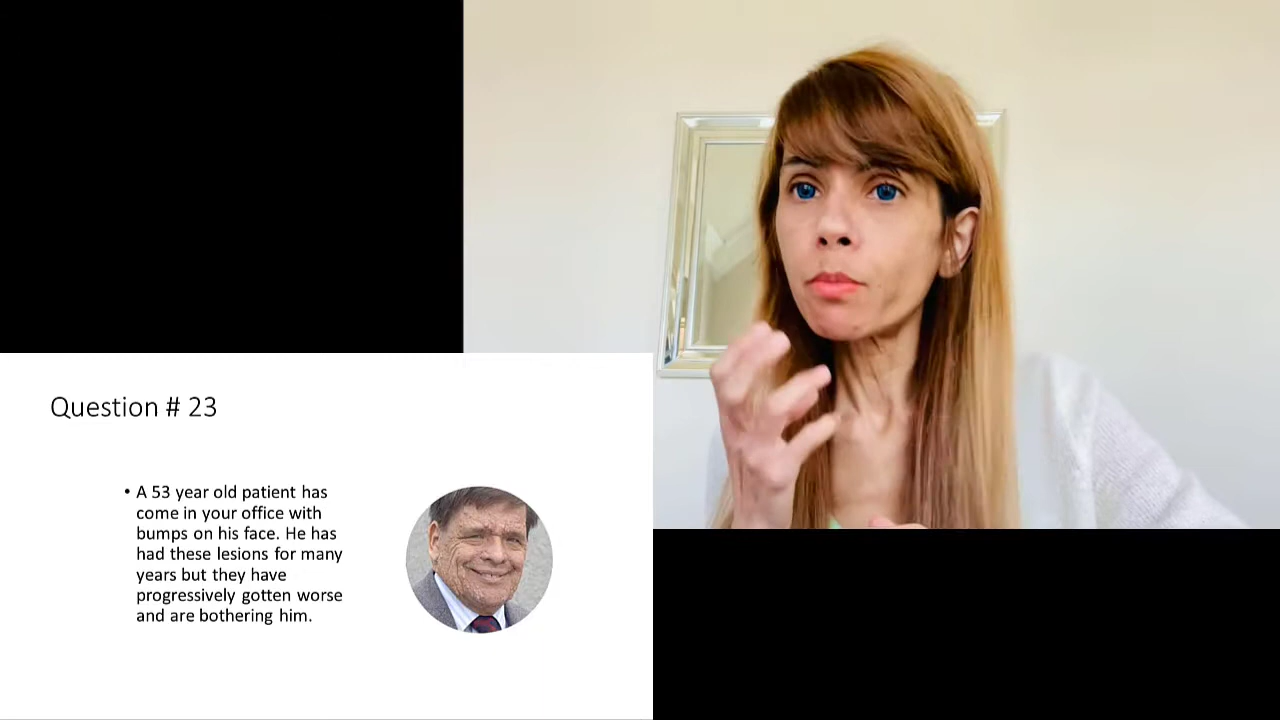 Question # 23
• A 53 year old patient has
come in your office with
bumps on his face. He has
had these lesions for many
years but they have
progressively gotten worse
and are bothering him.